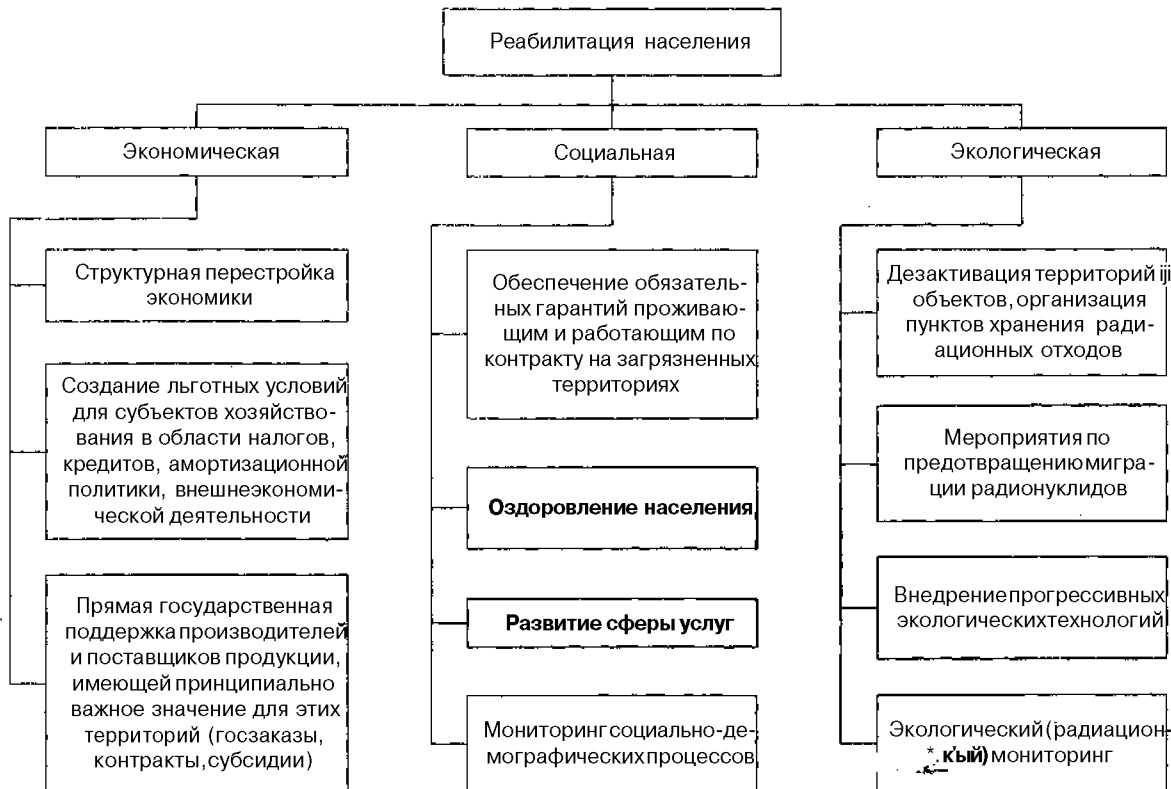 Реабилитация населения
Экономическая
Социальная
Экологическая
Структурная перестройка
экономики
Создание льготных условий
для субъектов хозяйство-
вания в области налогов,
кредитов, амортизационной
политики, внешнеэкономи-
ческой деятельности
Прямая государственная
поддержка производителей
и поставщиков продукции,
имеющей принципиально
важное значение для этих
территорий (госзаказы,
контракты, субсидии)
Обеспечение обязатель-
ных гарантий проживаю-
щим и работающим по
контракту на загрязненных
территориях
Оздоровление населения
Развитие сферы услуг
Мониторинг социально-де-
мографических процессов
Дезактивация территорий iji
объектов, организация
пунктов хранения ради-
ационных отходов
Мероприятия по
предотвращению мигра-
ции радионуклидов
Внедрение прогрессивных
экологических технологий
Экологический (радиацион-
*. к'ый) мониторинг